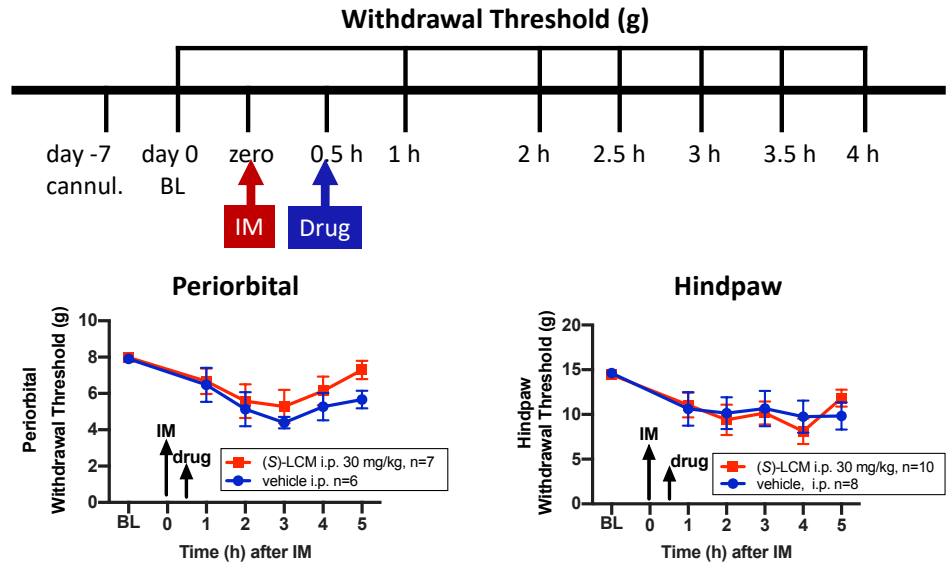 Withdrawal Threshold (g)
day -7 day 0 zero 0.5 h 1 h 2 h 2.5 h 3 h 3.5 h 4 h
cannul. BL
IM Drug
Periorbital
Periorbital
Withdrawal Threshold (g)
10
8
6
4
2
0
IM
drug
(S)-LCM i.p. 30 mg/kg, n=7
vehicle i.p. n=6
BL 0 1 2 3 4 5
Time (h) after IM
Hindpaw
Hindpaw
Withdrawal Threshold (g)
20
15
10
5
0
IM
drug
(S)-LCM i.p. 30 mg/kg, n=10
vehicle, i.p. n=8
BL 0 1 2 3 4 5
Time (h) after IM